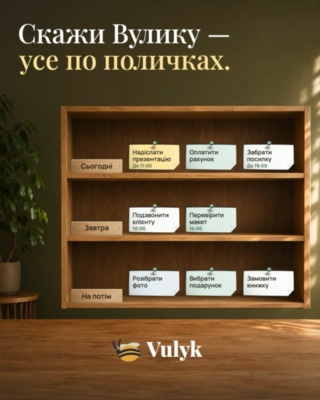 Скажи Вулику —
усе по поличках.
Сьогодні
Надіслати
презентацію
До 11:00
Оплатити
рахунок
Забрати
посилку
До 19:00
Завтра
Подзвонити
клієнту
10:00
Перевірити
макет
14:00
На потім
Розібрати
фото
Вибрати
подарунок
Замовити
книжку
Vulyk